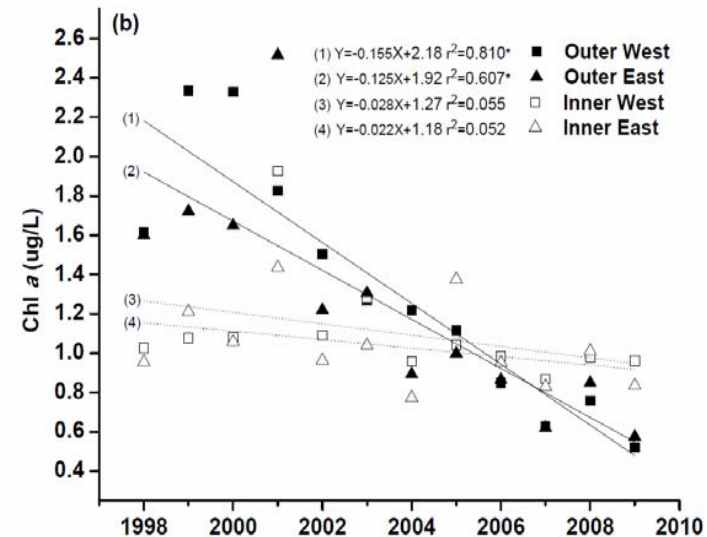 (b)
(1) Y=-0.155X+2.18 r²=0.810* Outer West
(2) Y=-0.125X+1.92 r²=0.607* Outer East
(3) Y=-0.028X+1.27 r²=0.055 Inner West
(4) Y=-0.022X+1.18 r²=0.052 Inner East
Chl a (ug/L)
2.6
2.4
2.2
2.0
1.8
1.6
1.4
1.2
1.0
0.8
0.6
0.4
(1)
(2)
(3)
(4)
1998 2000 2002 2004 2006 2008 2010